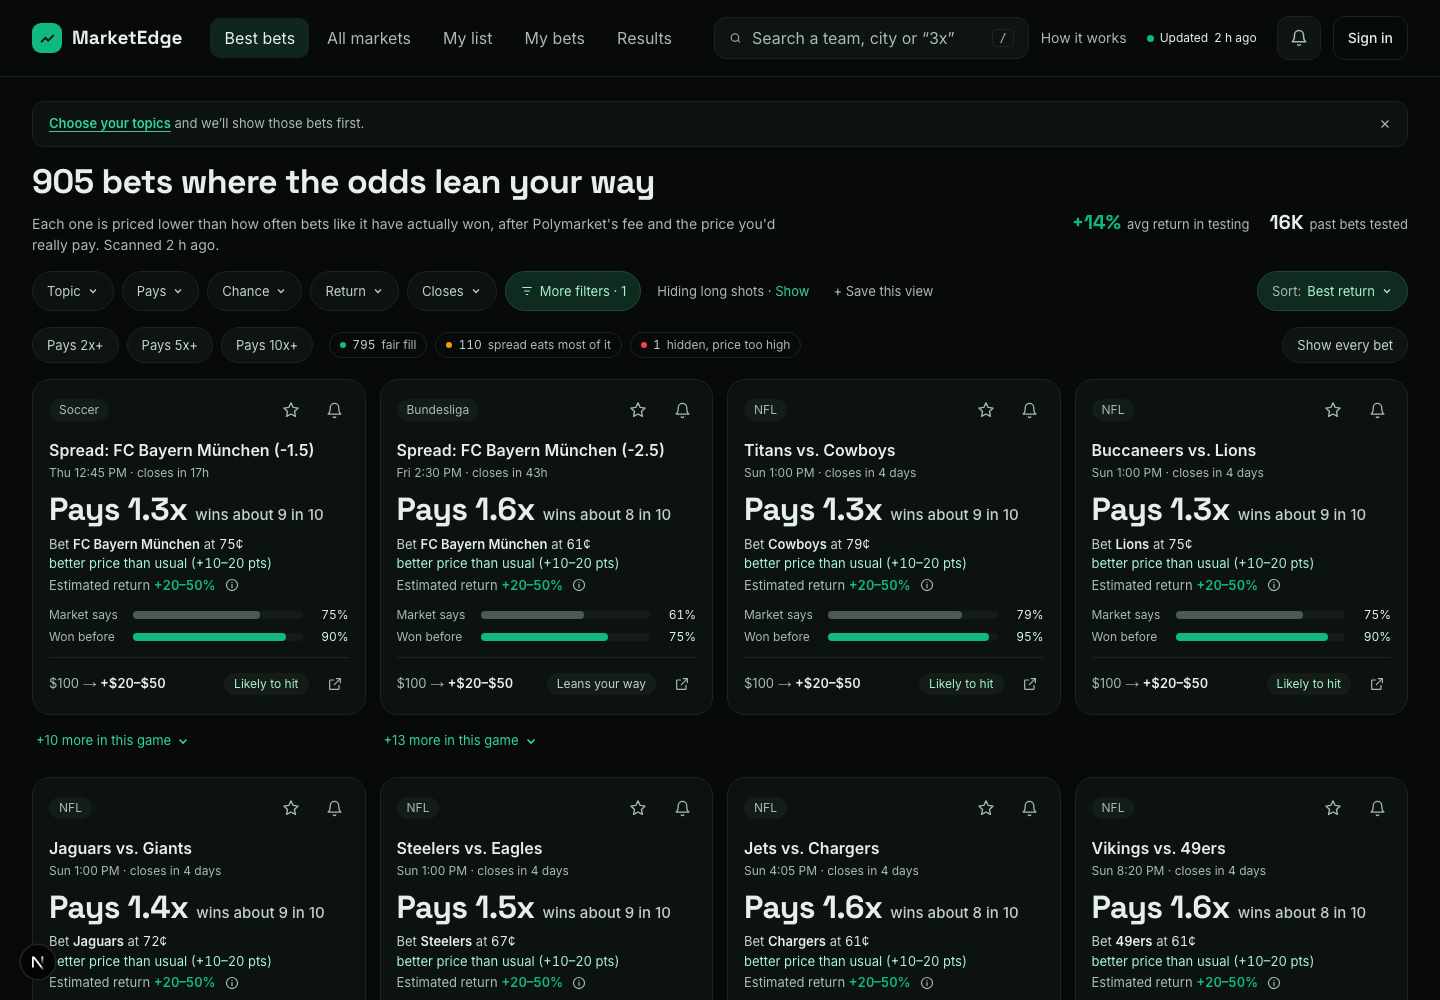 MarketEdge
Best bets
All markets
My list
My bets
Results
Search a team, city or “3x”
/
How it works
Updated 2 h ago
Sign in
Choose your topics and we’ll show those bets first.
905 bets where the odds lean your way
Each one is priced lower than how often bets like it have actually won, after Polymarket's fee and the price you'd
really pay. Scanned 2 h ago.
+14% avg return in testing
16K past bets tested
Topic
Pays
Chance
Return
Closes
More filters · 1
Hiding long shots · Show
+ Save this view
Sort: Best return
Pays 2x+
Pays 5x+
Pays 10x+
795 fair fill
110 spread eats most of it
1 hidden, price too high
Show every bet
Soccer
Spread: FC Bayern München (-1.5)
Thu 12:45 PM · closes in 17h
Pays 1.3x wins about 9 in 10
Bet FC Bayern München at 75¢
better price than usual (+10–20 pts)
Estimated return +20–50%
Market says 75%
Won before 90%
$100 → +$20–$50
Likely to hit
+10 more in this game
Bundesliga
Spread: FC Bayern München (-2.5)
Fri 2:30 PM · closes in 43h
Pays 1.6x wins about 8 in 10
Bet FC Bayern München at 61¢
better price than usual (+10–20 pts)
Estimated return +20–50%
Market says 61%
Won before 75%
$100 → +$20–$50
Leans your way
+13 more in this game
NFL
Titans vs. Cowboys
Sun 1:00 PM · closes in 4 days
Pays 1.3x wins about 9 in 10
Bet Cowboys at 79¢
better price than usual (+10–20 pts)
Estimated return +20–50%
Market says 79%
Won before 95%
$100 → +$20–$50
Likely to hit
NFL
Buccaneers vs. Lions
Sun 1:00 PM · closes in 4 days
Pays 1.3x wins about 9 in 10
Bet Lions at 75¢
better price than usual (+10–20 pts)
Estimated return +20–50%
Market says 75%
Won before 90%
$100 → +$20–$50
Likely to hit
NFL
Jaguars vs. Giants
Sun 1:00 PM · closes in 4 days
Pays 1.4x wins about 9 in 10
Bet Jaguars at 72¢
etter price than usual (+10–20 pts)
Estimated return +20–50%
N
NFL
Steelers vs. Eagles
Sun 1:00 PM · closes in 4 days
Pays 1.5x wins about 9 in 10
Bet Steelers at 67¢
better price than usual (+10–20 pts)
Estimated return +20–50%
NFL
Jets vs. Chargers
Sun 4:05 PM · closes in 4 days
Pays 1.6x wins about 8 in 10
Bet Chargers at 61¢
better price than usual (+10–20 pts)
Estimated return +20–50%
NFL
Vikings vs. 49ers
Sun 8:20 PM · closes in 4 days
Pays 1.6x wins about 8 in 10
Bet 49ers at 61¢
better price than usual (+10–20 pts)
Estimated return +20–50%